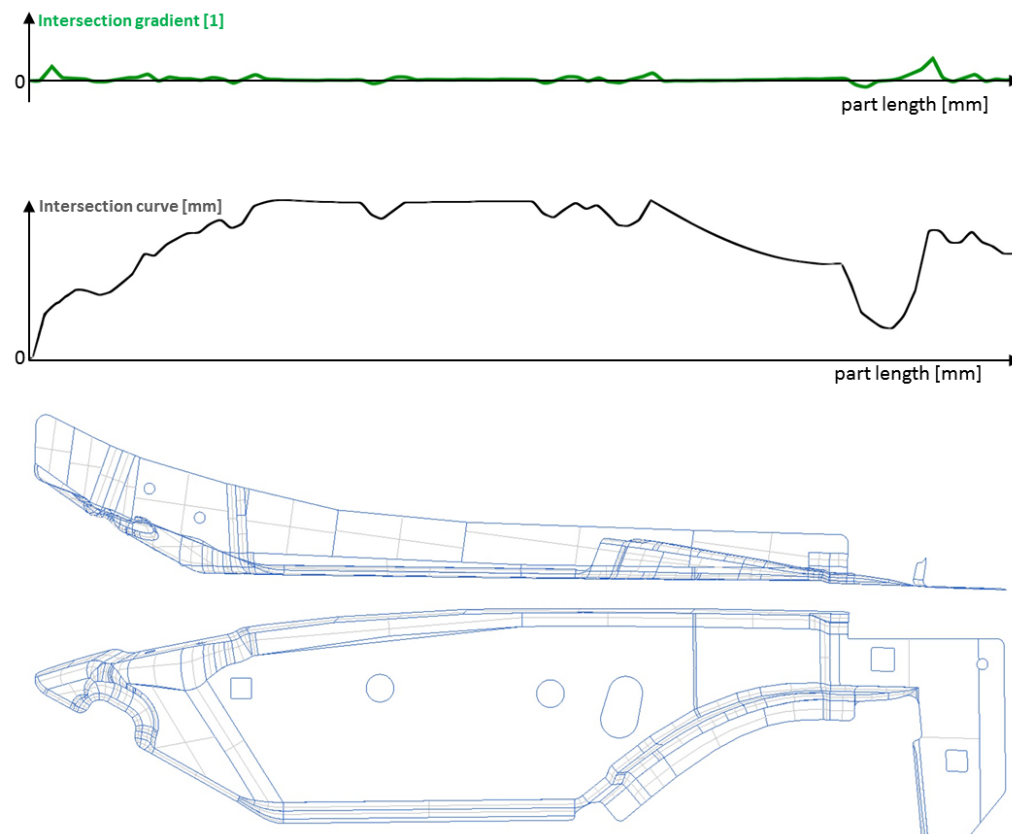 Intersection gradient [1]
0
part length [mm]
Intersection curve [mm]
0
part length [mm]